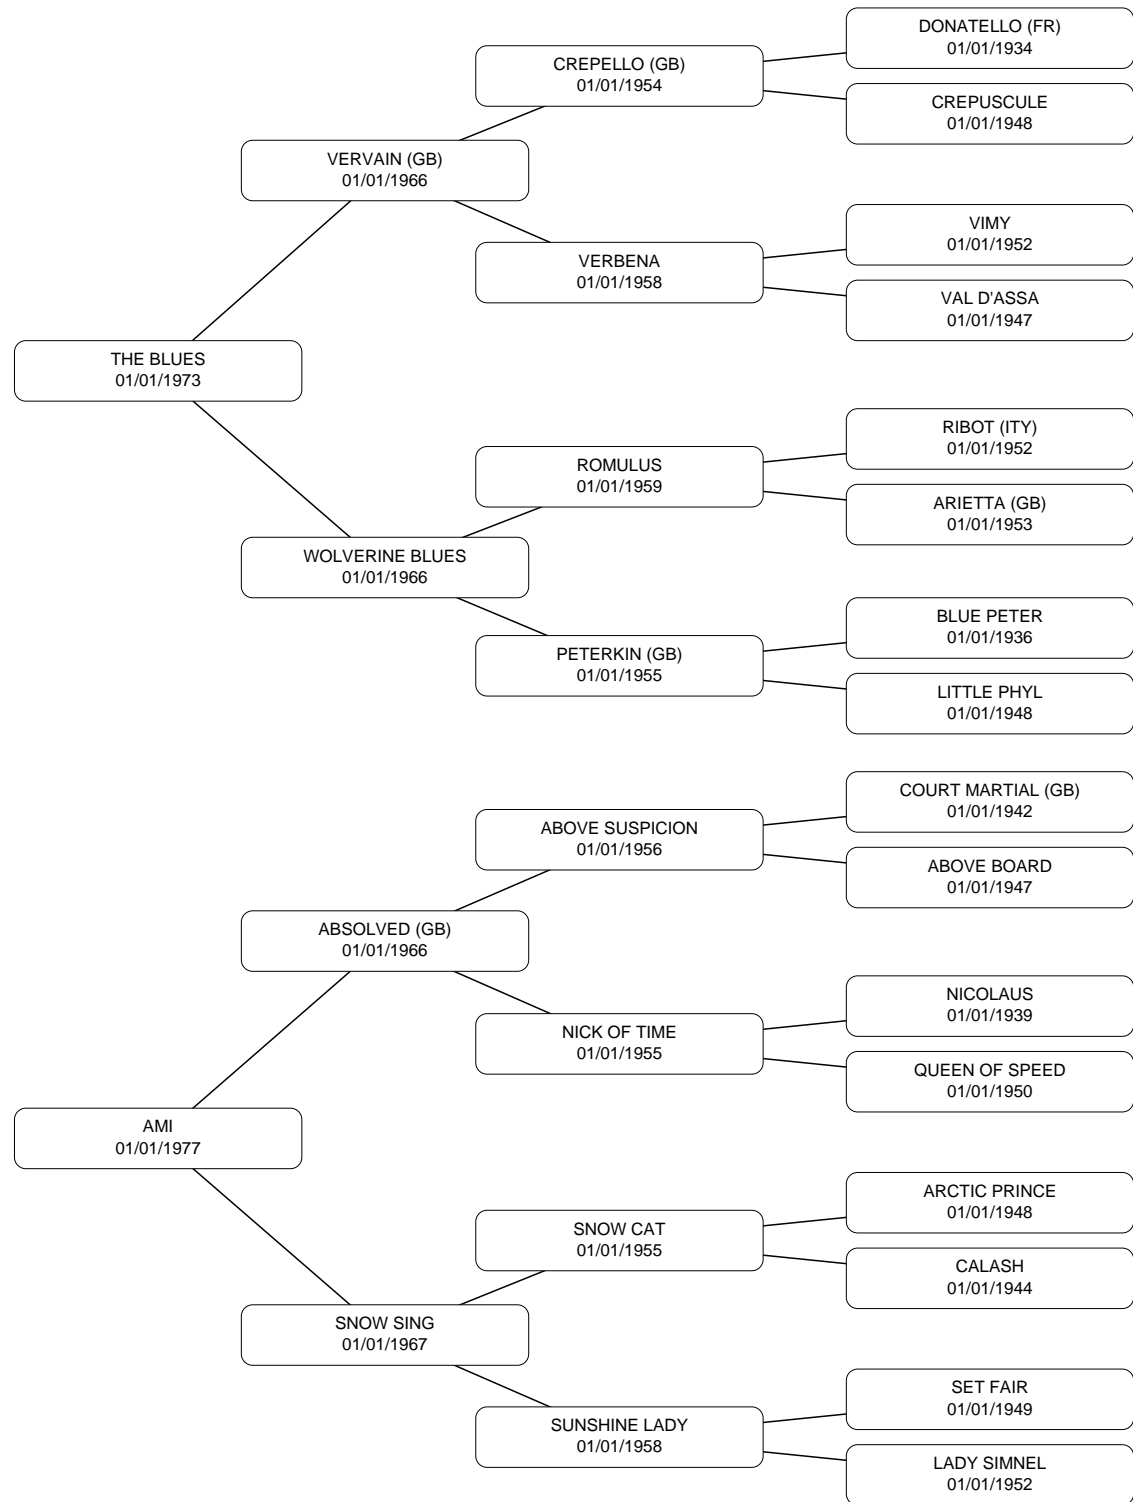 DONATELLO (FR)
01/01/1934
CREPELLO (GB)
01/01/1954
CREPUSCULE
01/01/1948
VERVAIN (GB)
01/01/1966
VIMY
01/01/1952
VERBENA
01/01/1958
VAL D'ASSA
01/01/1947
THE BLUES
01/01/1973
RIBOT (ITY)
01/01/1952
ROMULUS
01/01/1959
ARIETTA (GB)
01/01/1953
WOLVERINE BLUES
01/01/1966
BLUE PETER
01/01/1936
PETERKIN (GB)
01/01/1955
LITTLE PHYL
01/01/1948
COURT MARTIAL (GB)
01/01/1942
ABOVE SUSPICION
01/01/1956
ABOVE BOARD
01/01/1947
ABSOLVED (GB)
01/01/1966
NICOLAUS
01/01/1939
NICK OF TIME
01/01/1955
QUEEN OF SPEED
01/01/1950
AMI
01/01/1977
ARCTIC PRINCE
01/01/1948
SNOW CAT
01/01/1955
CALASH
01/01/1944
SNOW SING
01/01/1967
SET FAIR
01/01/1949
SUNSHINE LADY
01/01/1958
LADY SIMNEL
01/01/1952